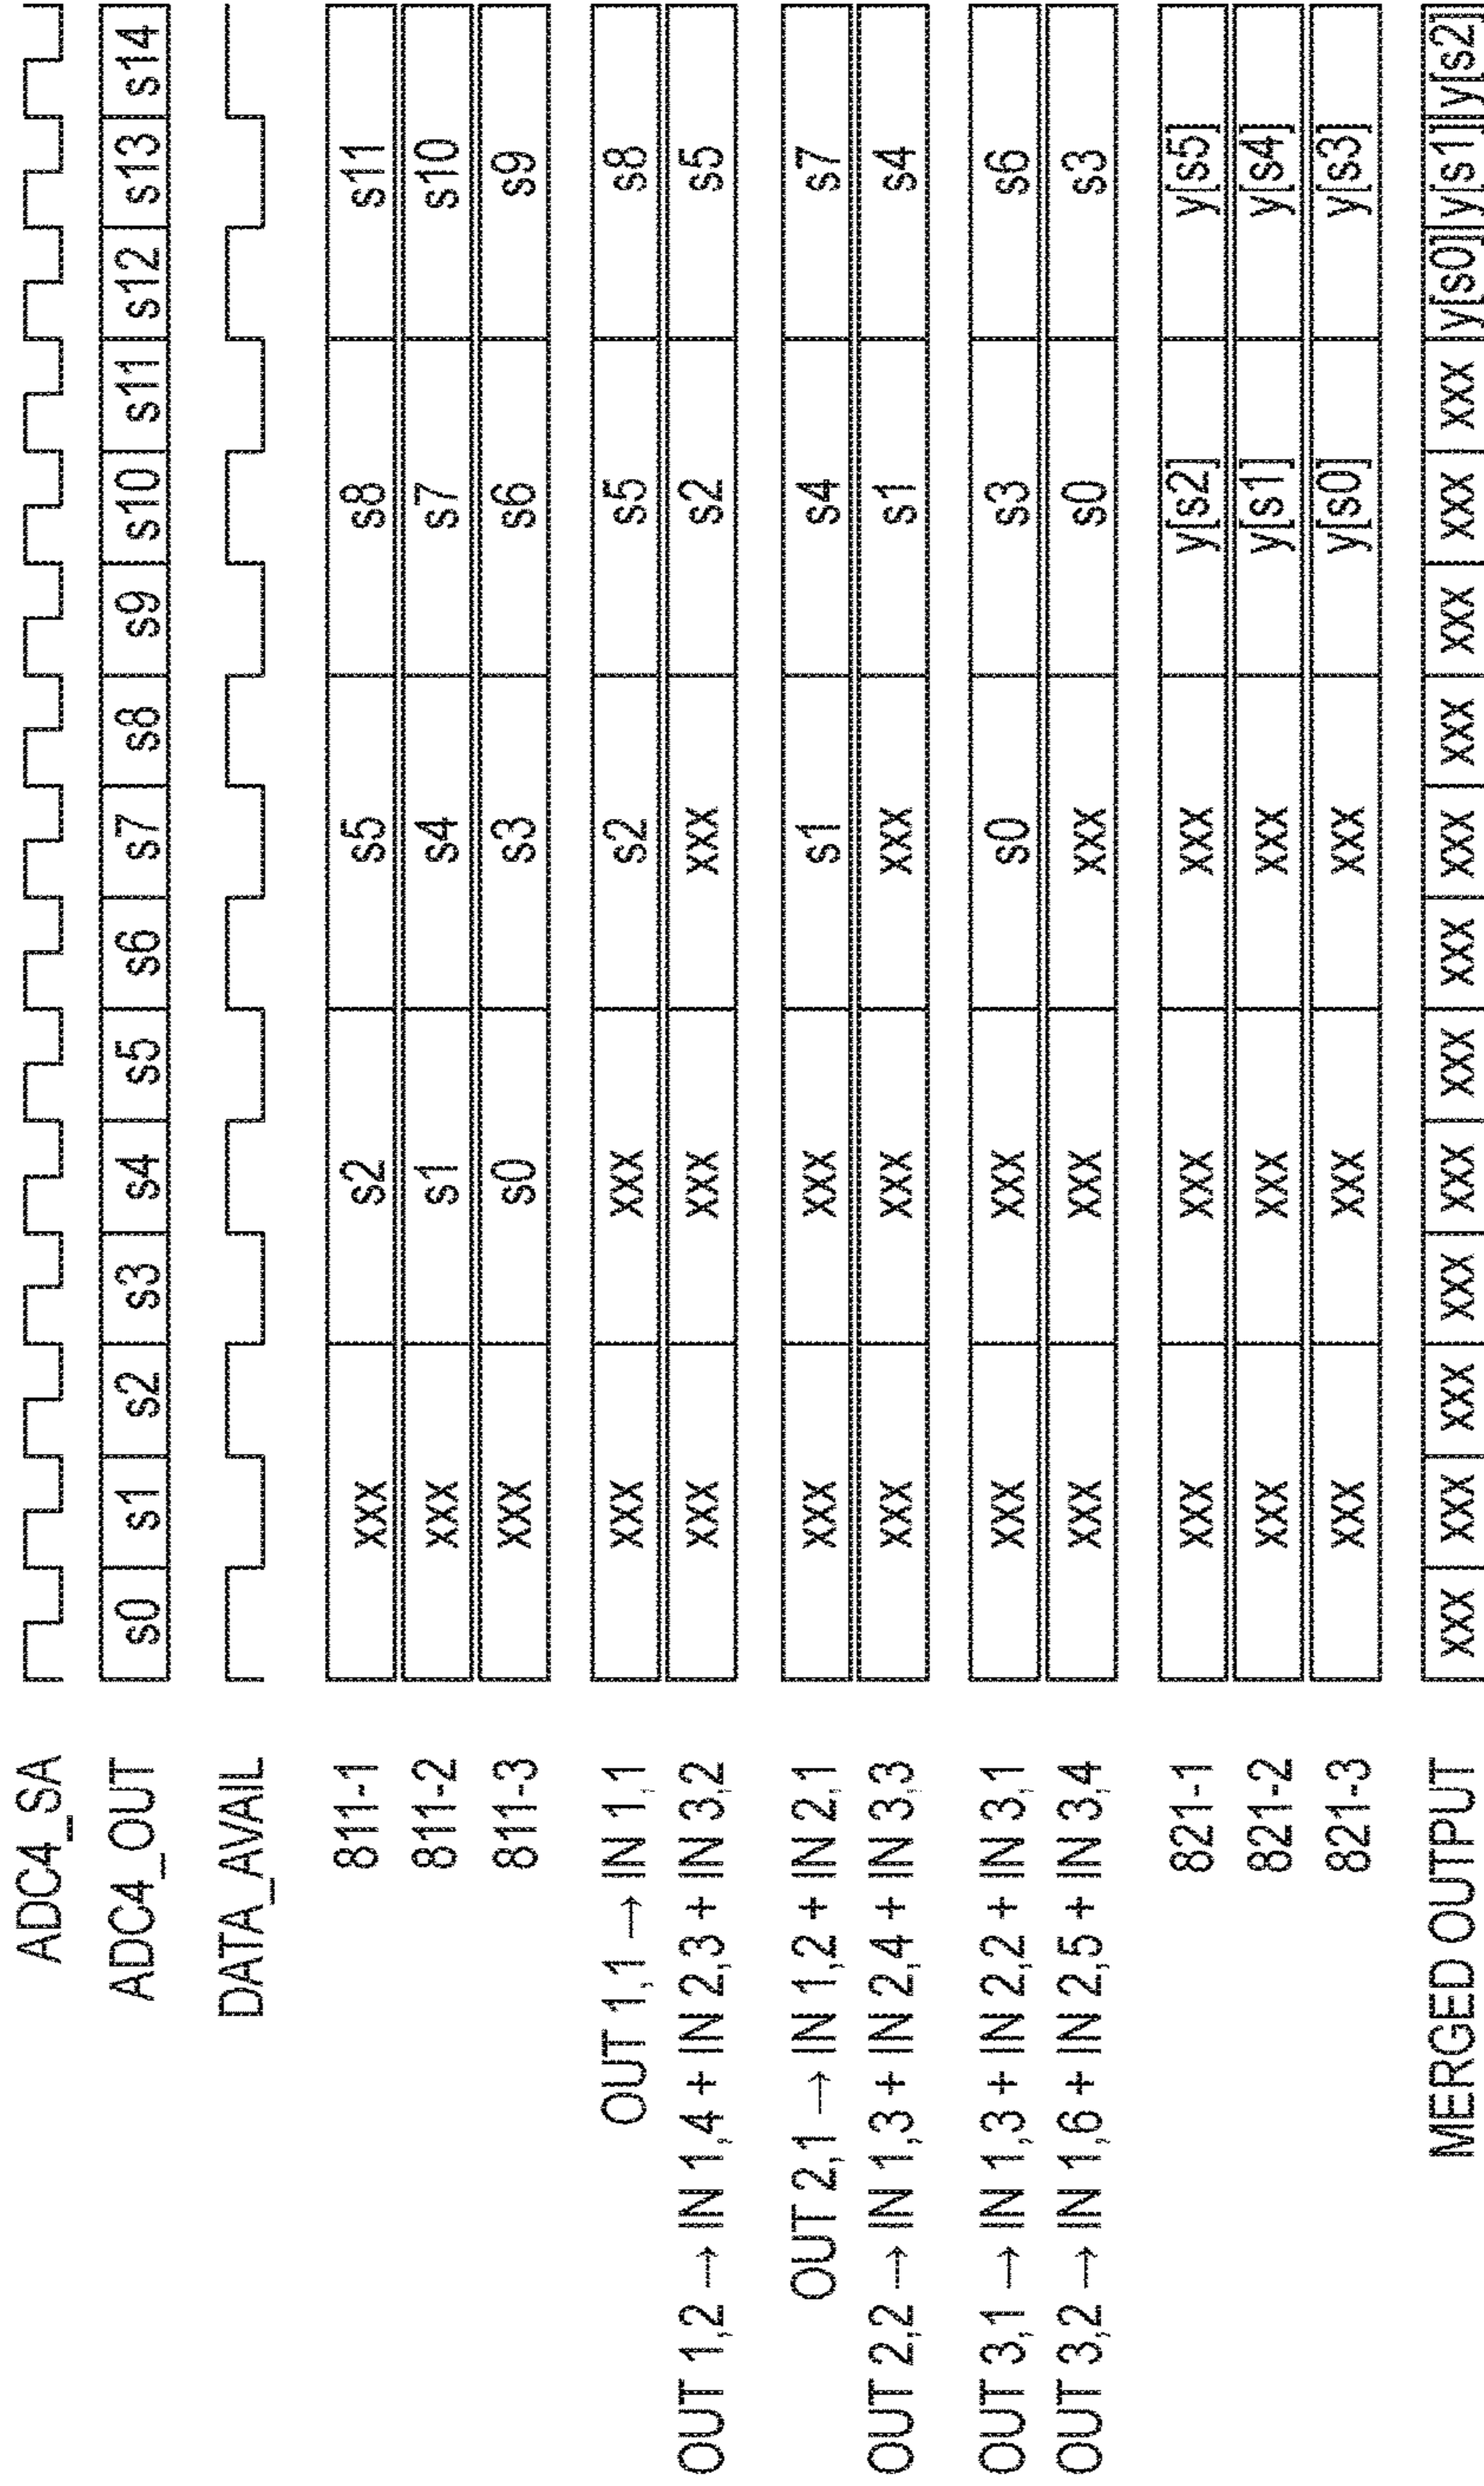 ADC4_SA
ADC4_OUT s0 s1 s2 s3 s4 s5 s6 s7 s8 s9 s10 s11 s12 s13 s14
DATA_AVAIL
811-1 xxx s2 s5 s8 s11
811-2 xxx s1 s4 s7 s10
811-3 xxx s0 s3 s6 s9
OUT 1,1 → IN 1,1 xxx xxx s2 s5 s8
OUT 1,2 → IN 1,4 + IN 2,3 + IN 3,2 xxx xxx xxx s2 s5
OUT 2,1 → IN 1,2 + IN 2,1 xxx xxx s1 s4 s7
OUT 2,2 → IN 1,3 + IN 2,4 + IN 3,3 xxx xxx xxx s1 s4
OUT 3,1 → IN 1,3 + IN 2,2 + IN 3,1 xxx xxx s0 s3 s6
OUT 3,2 → IN 1,6 + IN 2,5 + IN 3,4 xxx xxx xxx s0 s3
821-1 xxx xxx xxx y[s2] y[s5]
821-2 xxx xxx xxx y[s1] y[s4]
821-3 xxx xxx xxx y[s0] y[s3]
MERGED OUTPUT xxx xxx xxx xxx xxx xxx xxx xxx xxx xxx xxx xxx y[s0] y[s1] y[s2]